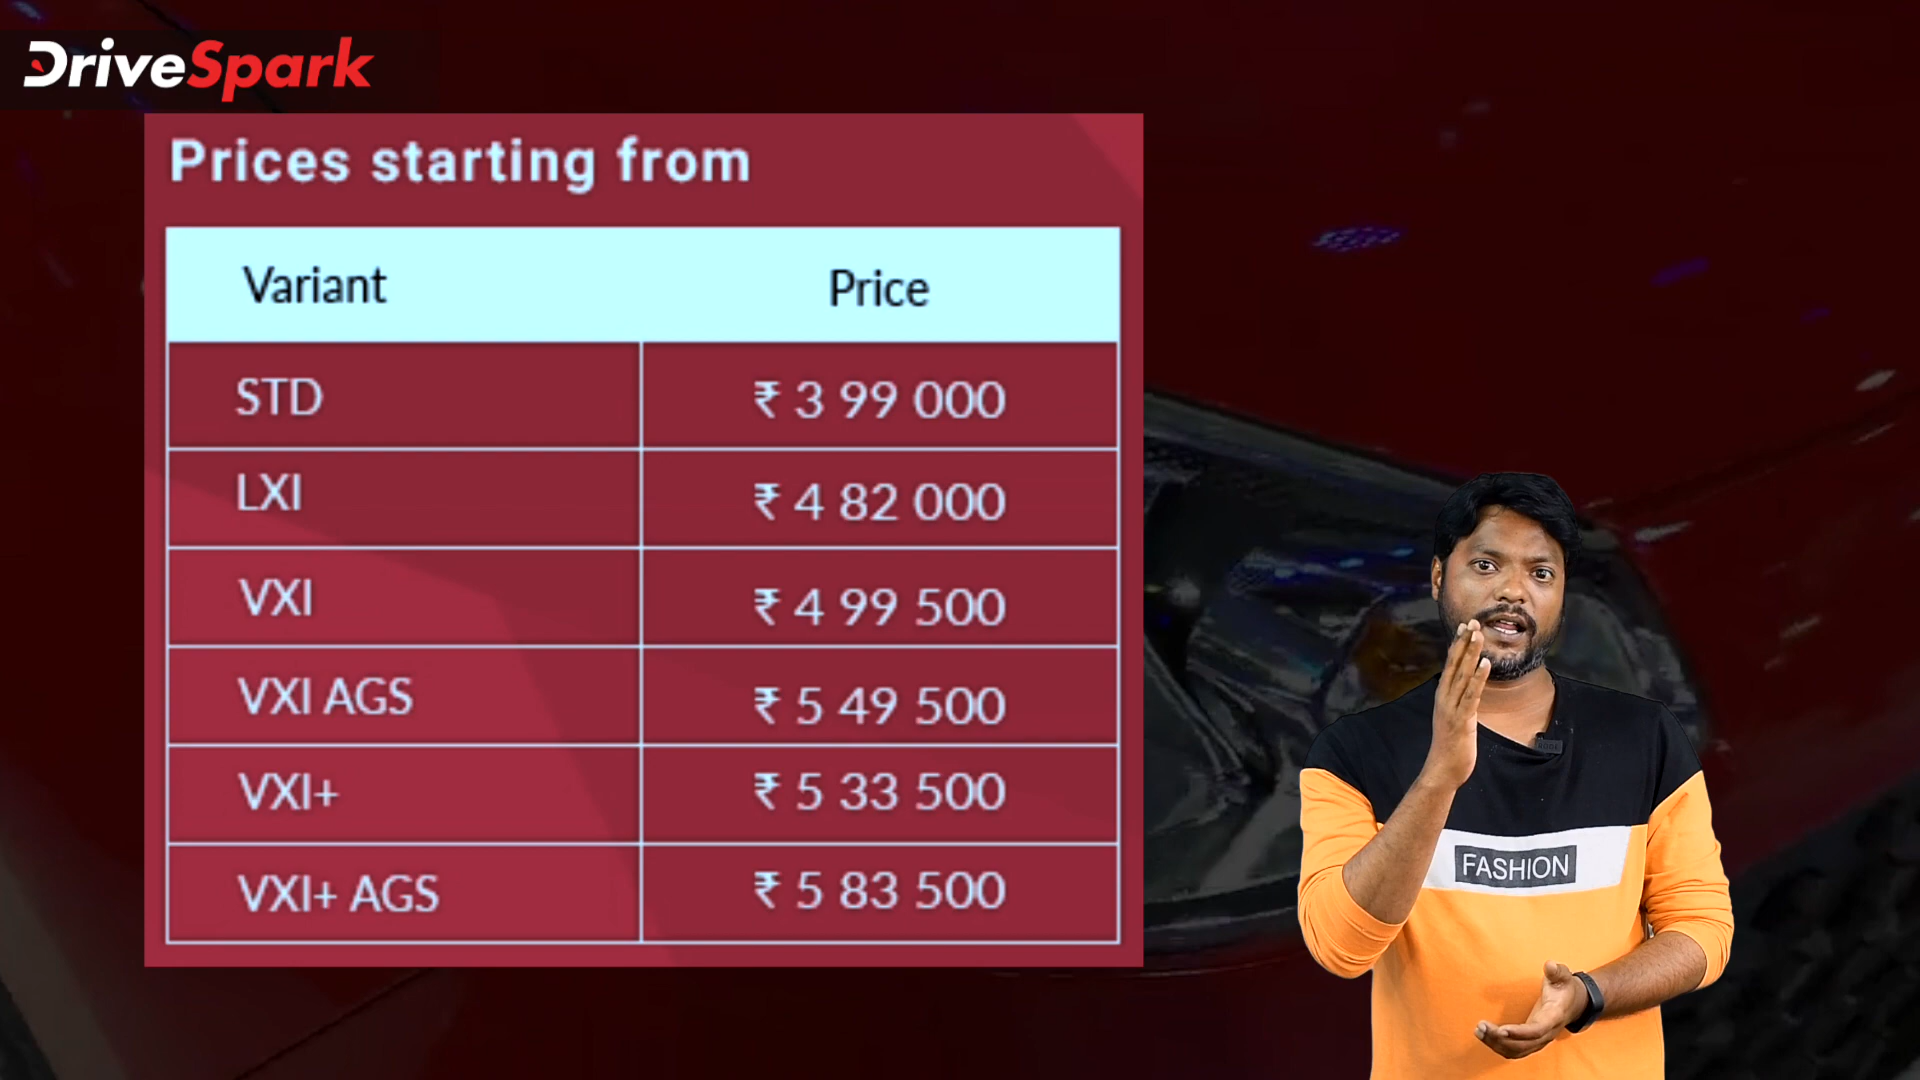 DriveSpark
Prices starting from
Variant Price
STD ₹ 3 99 000
LXI ₹ 4 82 000
VXI ₹ 4 99 500
VXI AGS ₹ 5 49 500
VXI+ ₹ 5 33 500
VXI+ AGS ₹ 5 83 500
FASHION